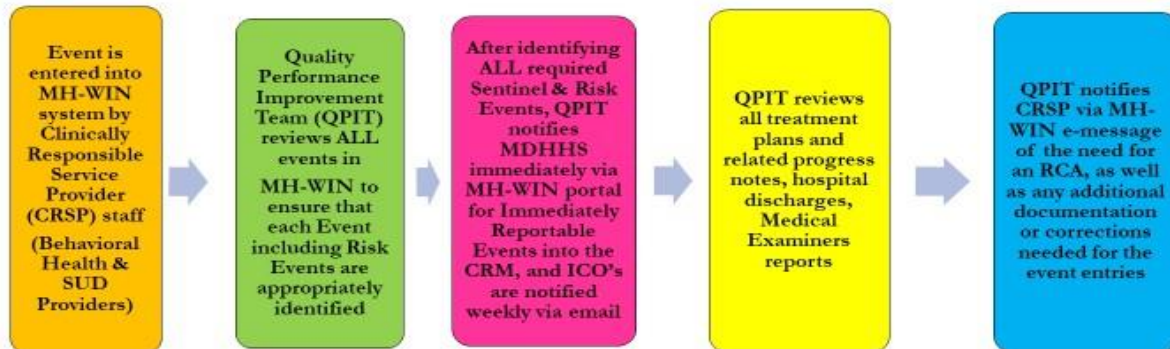 Event is
entered into
MH-WIN
system by
Clinically
Responsible
Service
Provider
(CRSP) staff
(Behavioral
Health &
SUD
Providers)
Quality
Performance
Improvement
Team (QPIT)
reviews ALL
events in
MH-WIN to
ensure that
each Event
including Risk
Events are
appropriately
identified
After identifying
ALL required
Sentinel & Risk
Events, QPIT
notifies
MDHHS
immediately via
MH-WIN portal
for Immediately
Reportable
Events into the
CRM, and ICO's
are notified
weekly via email
QPIT reviews
all treatment
plans and
related progress
notes, hospital
discharges,
Medical
Examiners
reports
QPIT notifies
CRSP via MH-
WIN e-message
of the need for
an RCA, as well
as any additional
documentation
or corrections
needed for the
event entries